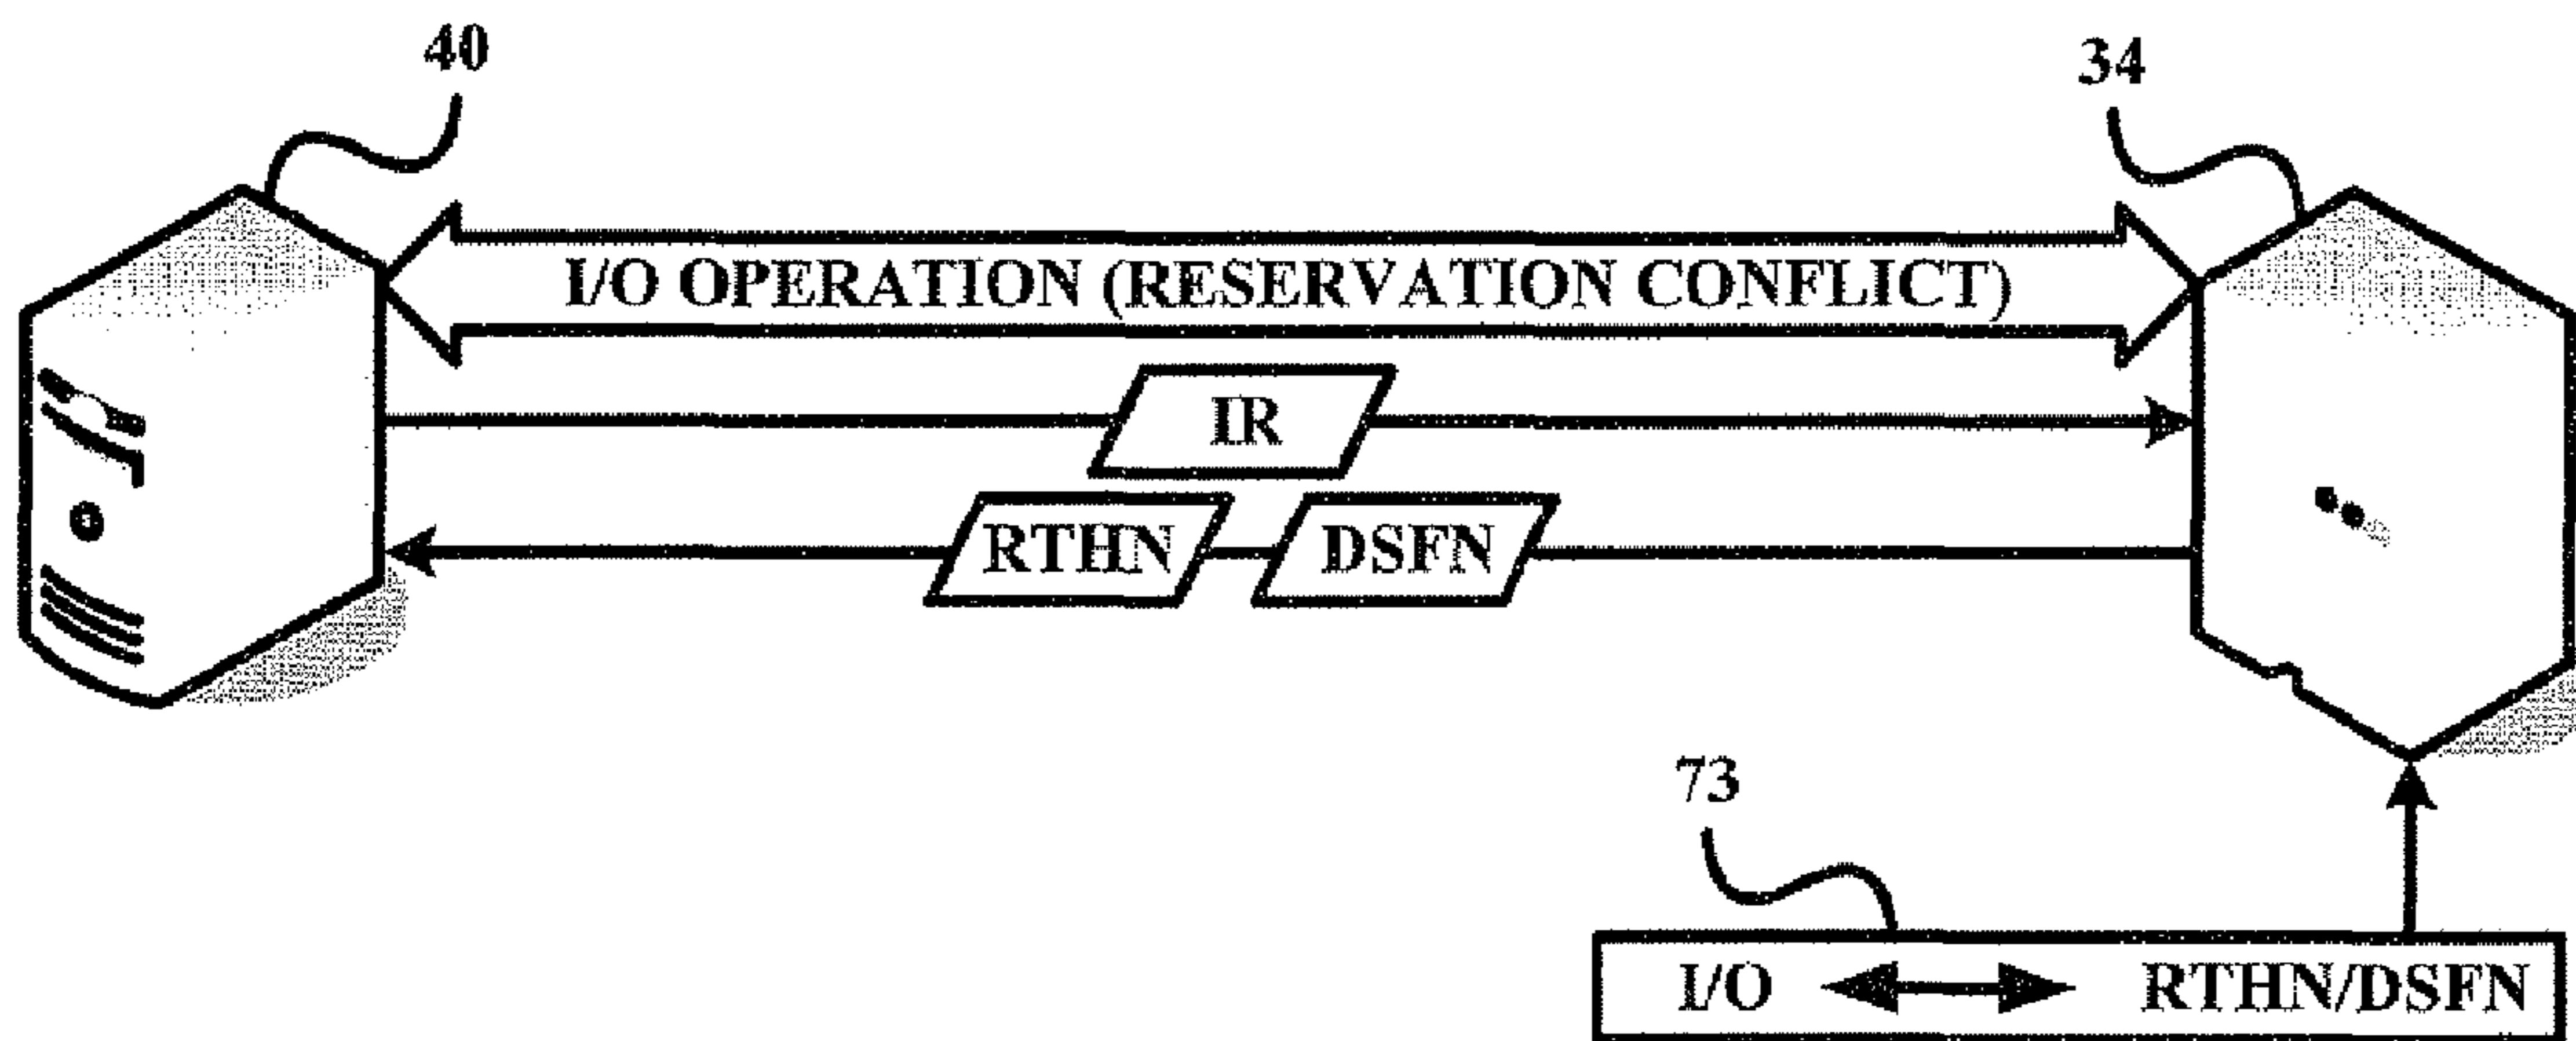 40
34
I/O OPERATION (RESERVATION CONFLICT)
IR
RTHN DSFN
73
I/O RTHN/DSFN